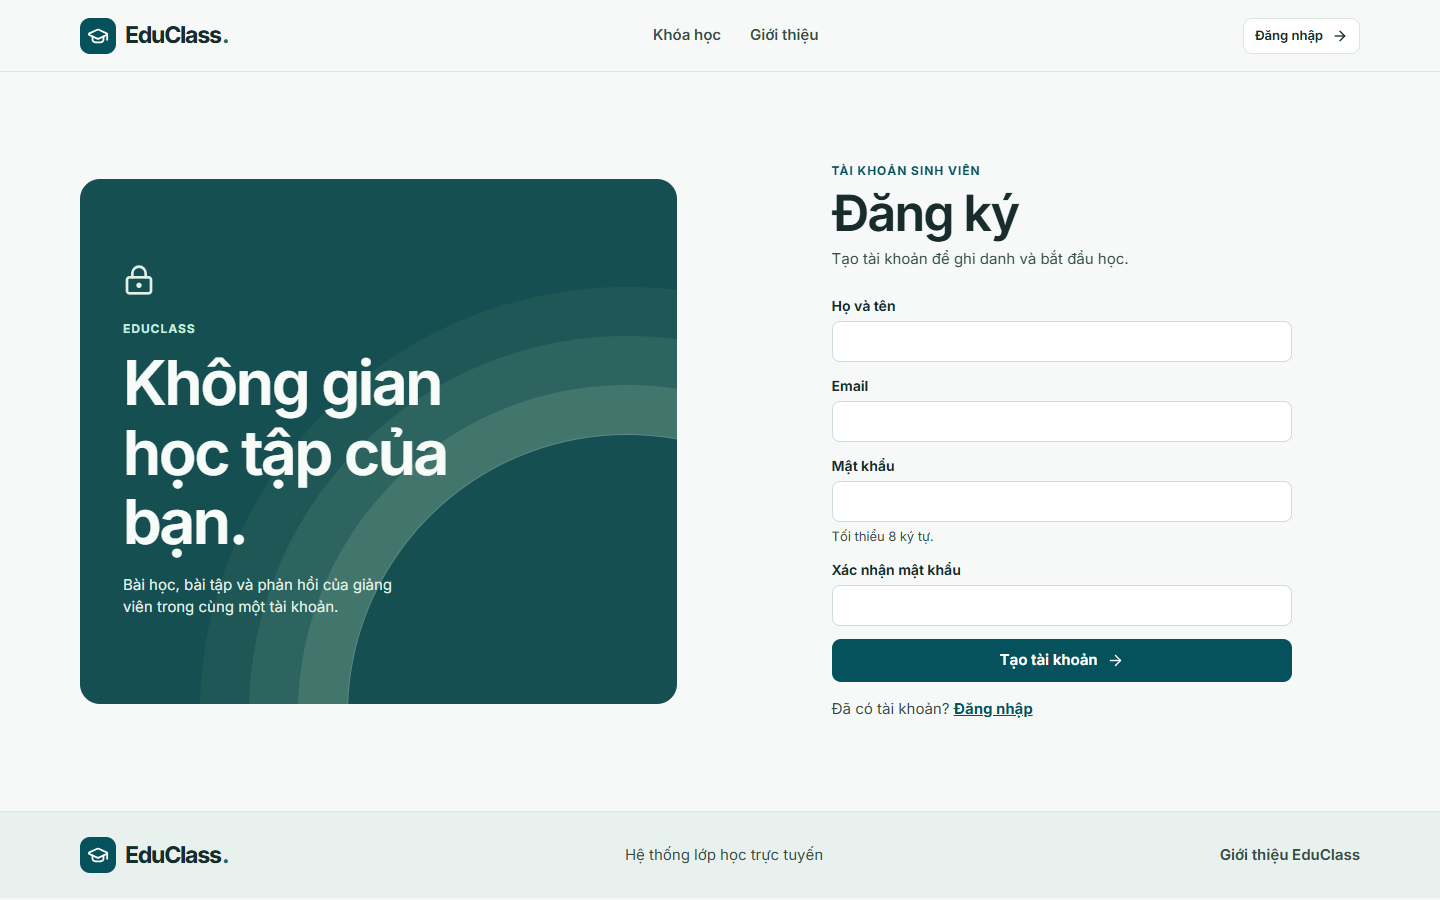 EduClass.
Khóa học
Giới thiệu
Đăng nhập
EDUCLASS
Không gian
học tập của
bạn.
Bài học, bài tập và phản hồi của giảng
viên trong cùng một tài khoản.
TÀI KHOẢN SINH VIÊN
Đăng ký
Tạo tài khoản để ghi danh và bắt đầu học.
Họ và tên
Email
Mật khẩu
Tối thiểu 8 ký tự.
Xác nhận mật khẩu
Tạo tài khoản
Đã có tài khoản? Đăng nhập
EduClass.
Hệ thống lớp học trực tuyến
Giới thiệu EduClass